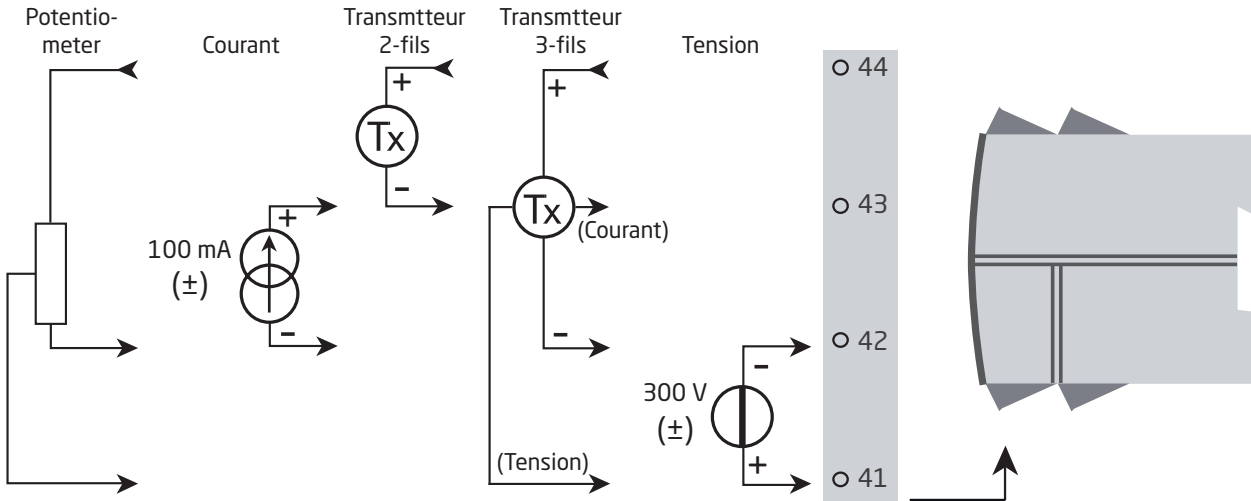 Potentio-
meter
Courant
Transmtteur
2-fils
Transmtteur
3-fils
Tension
+
Tx
-
+
Tx
(Courant)
-
(Tension)
100 mA
(±)
+
-
300 V
(±)
-
+
44
43
42
41